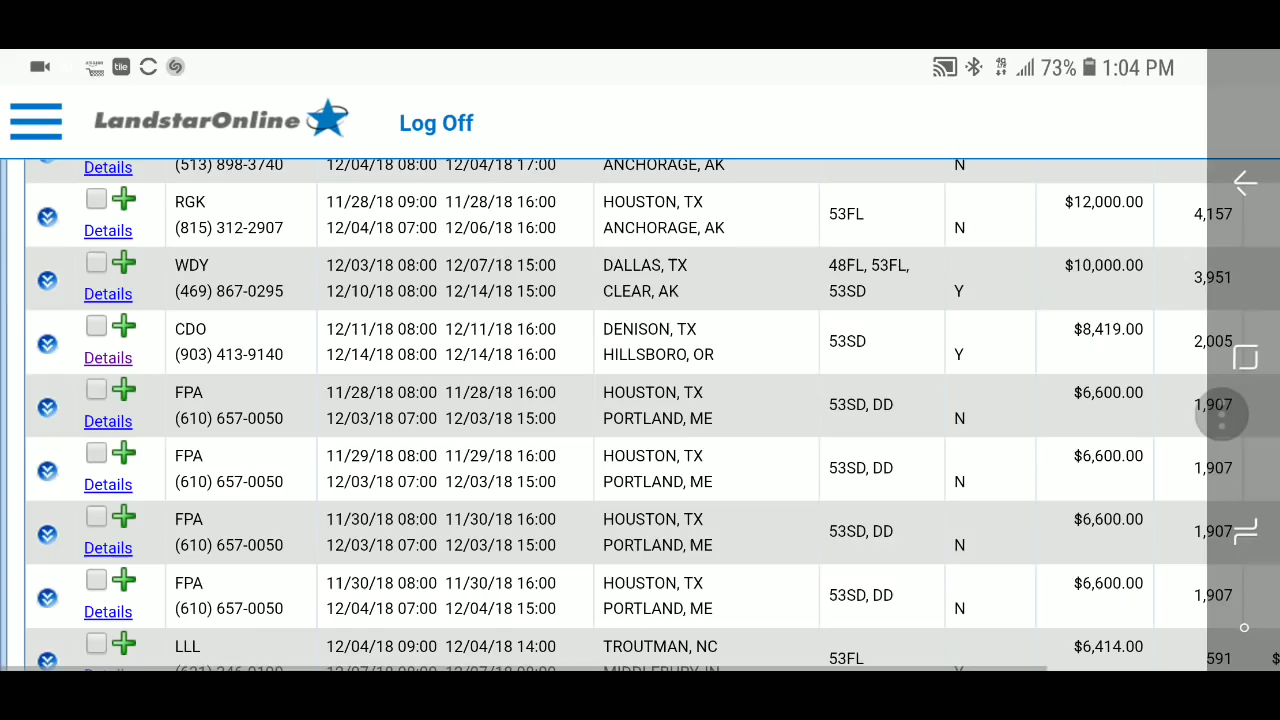 tile
4G LTE 73% 1:04 PM
LandstarOnline Log Off
Details (513) 898-3740 12/04/18 08:00 12/04/18 17:00 ANCHORAGE, AK N
RGK 11/28/18 09:00 11/28/18 16:00 HOUSTON, TX 53FL $12,000.00 4,157
Details (815) 312-2907 12/04/18 07:00 12/06/18 16:00 ANCHORAGE, AK N
WDY 12/03/18 08:00 12/07/18 15:00 DALLAS, TX 48FL, 53FL, $10,000.00 3,951
Details (469) 867-0295 12/10/18 08:00 12/14/18 15:00 CLEAR, AK 53SD Y
CDO 12/11/18 08:00 12/11/18 16:00 DENISON, TX 53SD $8,419.00 2,005
Details (903) 413-9140 12/14/18 08:00 12/14/18 16:00 HILLSBORO, OR Y
FPA 11/28/18 08:00 11/28/18 16:00 HOUSTON, TX 53SD, DD $6,600.00 1,907
Details (610) 657-0050 12/03/18 07:00 12/03/18 15:00 PORTLAND, ME N
FPA 11/29/18 08:00 11/29/18 16:00 HOUSTON, TX 53SD, DD $6,600.00 1,907
Details (610) 657-0050 12/03/18 07:00 12/03/18 15:00 PORTLAND, ME N
FPA 11/30/18 08:00 11/30/18 16:00 HOUSTON, TX 53SD, DD $6,600.00 1,907
Details (610) 657-0050 12/03/18 07:00 12/03/18 15:00 PORTLAND, ME N
FPA 11/30/18 08:00 11/30/18 16:00 HOUSTON, TX 53SD, DD $6,600.00 1,907
Details (610) 657-0050 12/04/18 07:00 12/04/18 15:00 PORTLAND, ME N
LLL 12/04/18 09:00 12/04/18 14:00 TROUTMAN, NC 53FL $6,414.00 591 $